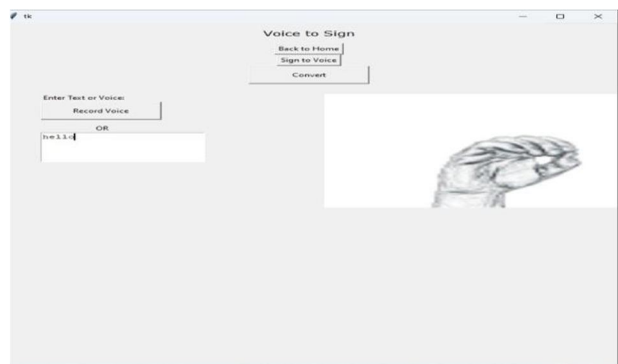 tk
Voice to Sign
Back to Home
Sign to Voice
Convert
Enter Text or Voice:
Record Voice
OR
hello